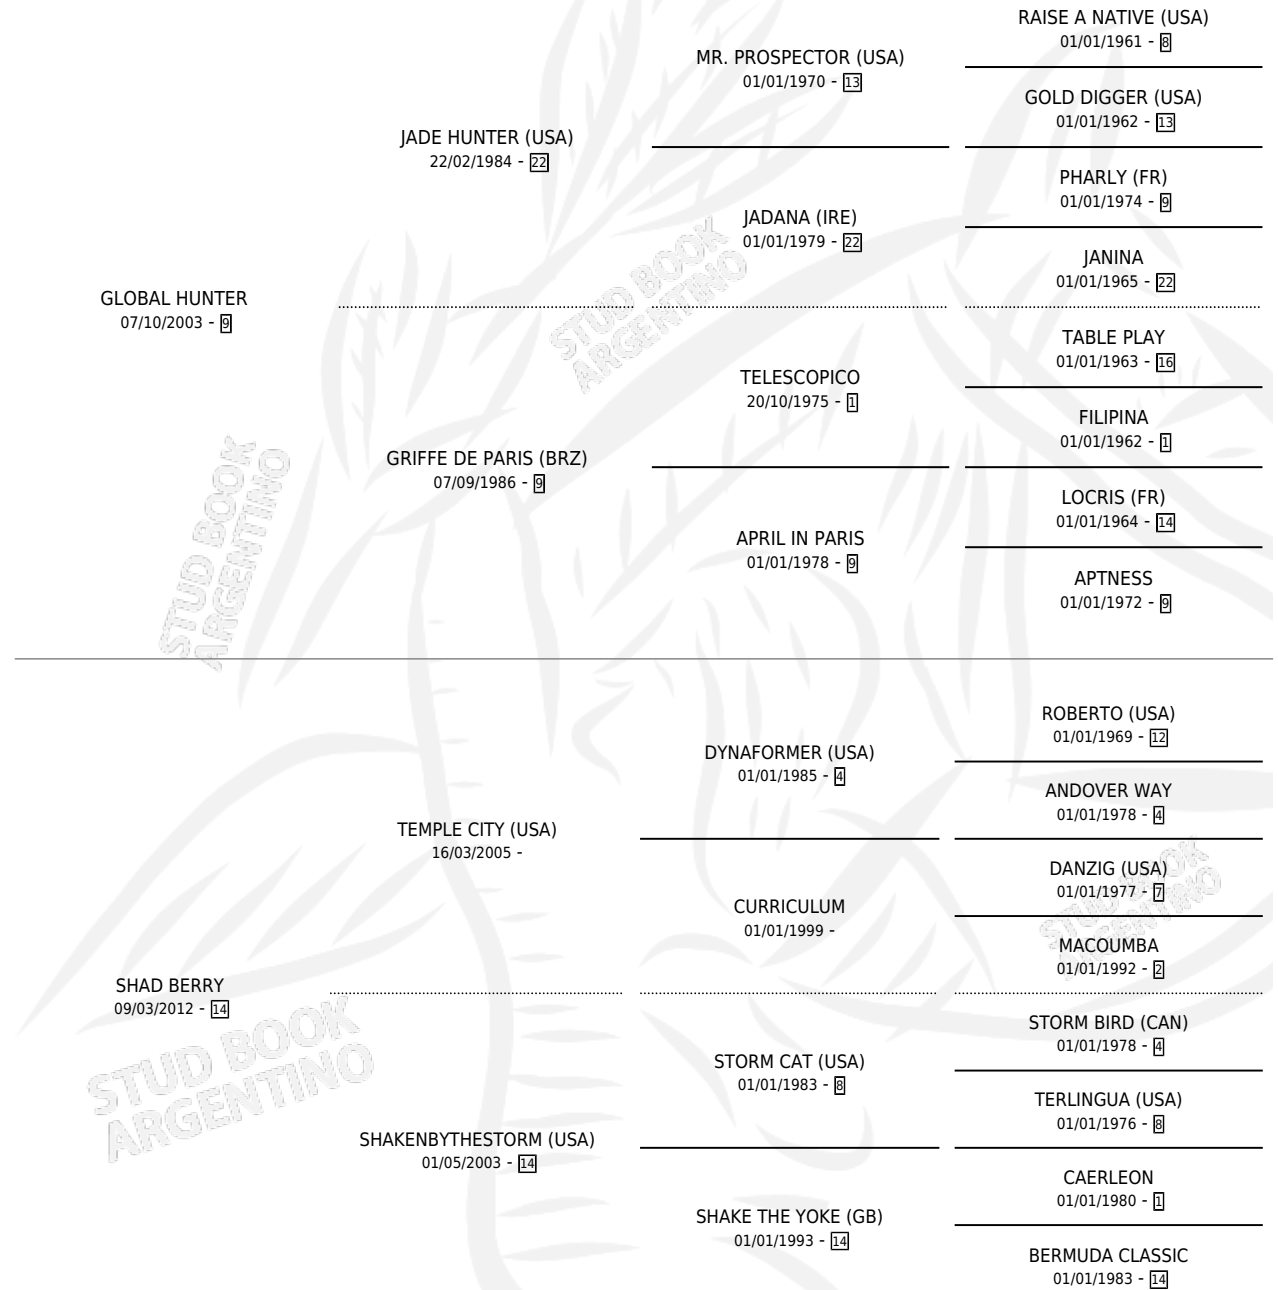 RAISE A NATIVE (USA)
01/01/1961 - 8
MR. PROSPECTOR (USA)
01/01/1970 - 13
GOLD DIGGER (USA)
01/01/1962 - 13
JADE HUNTER (USA)
22/02/1984 - 22
PHARLY (FR)
01/01/1974 - 9
JADANA (IRE)
01/01/1979 - 22
JANINA
01/01/1965 - 22
GLOBAL HUNTER
07/10/2003 - 9
TABLE PLAY
01/01/1963 - 16
TELESCOPICO
20/10/1975 - 1
FILIPINA
01/01/1962 - 1
GRIFFE DE PARIS (BRZ)
07/09/1986 - 9
LOCRIS (FR)
01/01/1964 - 14
APRIL IN PARIS
01/01/1978 - 9
APTNESS
01/01/1972 - 9
STUD BOOK
ARGENTINO
STUD BOOK
ARGENTINO
ROBERTO (USA)
01/01/1969 - 12
DYNAFORMER (USA)
01/01/1985 - 4
ANDOVER WAY
01/01/1978 - 4
TEMPLE CITY (USA)
16/03/2005 -
DANZIG (USA)
01/01/1977 - 7
CURRICULUM
01/01/1999 -
MACOUMBA
01/01/1992 - 2
SHAD BERRY
09/03/2012 - 14
STORM BIRD (CAN)
01/01/1978 - 4
STORM CAT (USA)
01/01/1983 - 8
TERLINGUA (USA)
01/01/1976 - 8
SHAKENBYTHESTORM (USA)
01/05/2003 - 14
CAERLEON
01/01/1980 - 1
SHAKE THE YOKE (GB)
01/01/1993 - 14
BERMUDA CLASSIC
01/01/1983 - 14
STUD BOOK
ARGENTINO
STUD BOOK
ARGENTINO